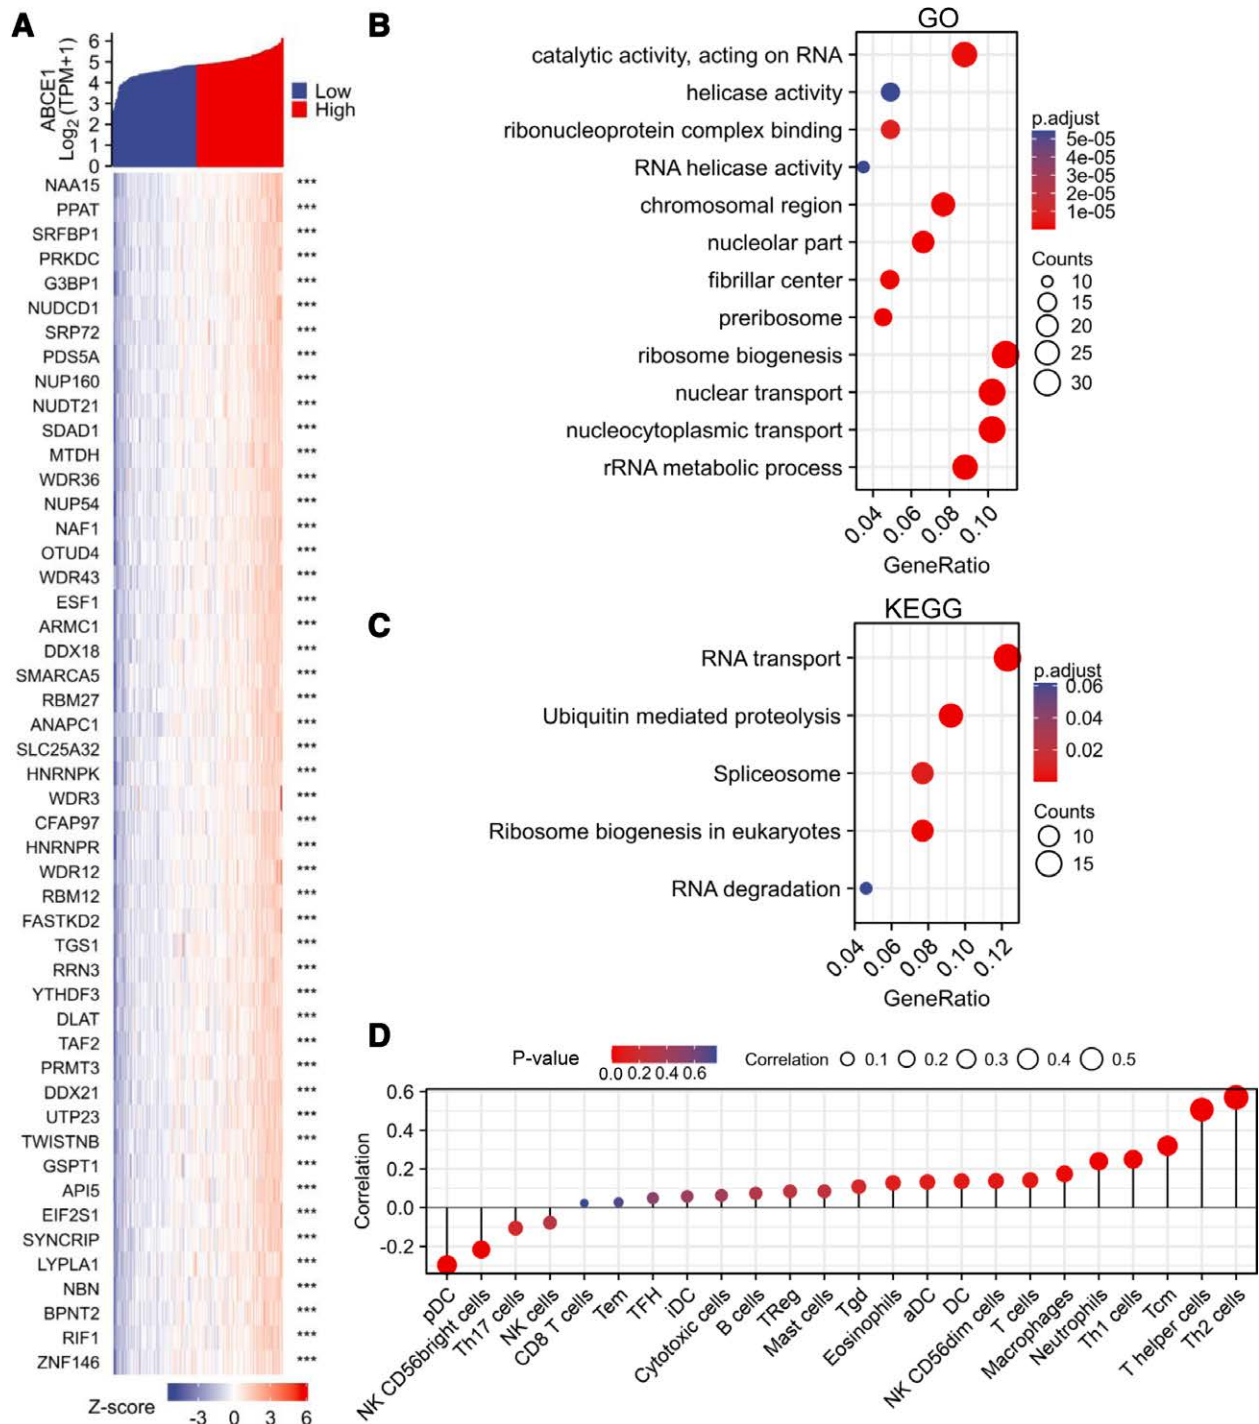 A
6
5
4
3
2
1
0
ABCE1
Log2 (TPM+1)
Low
High
NAA15 ***
PPAT ***
SRFBP1 ***
PRKDC ***
G3BP1 ***
NUDCD1 ***
SRP72 ***
PDS5A ***
NUP160 ***
NUDT21 ***
SDAD1 ***
MTDH ***
WDR36 ***
NUP54 ***
NAF1 ***
OTUD4 ***
WDR43 ***
ESF1 ***
ARMC1 ***
DDX18 ***
SMARCA5 ***
RBM27 ***
ANAPC1 ***
SLC25A32 ***
HNRNPK ***
WDR3 ***
CFAP97 ***
HNRNPR ***
WDR12 ***
RBM12 ***
FASTKD2 ***
TGS1 ***
RRN3 ***
YTHDF3 ***
DLAT ***
TAF2 ***
PRMT3 ***
DDX21 ***
UTP23 ***
TWISTNB ***
GSPT1 ***
API5 ***
EIF2S1 ***
SYNCRIP ***
LYPLA1 ***
NBN ***
BPNT2 ***
RIF1 ***
ZNF146 ***
Z-score
-3 0 3 6
B
GO
catalytic activity, acting on RNA
helicase activity
ribonucleoprotein complex binding
RNA helicase activity
chromosomal region
nucleolar part
fibrillar center
preribosome
ribosome biogenesis
nuclear transport
nucleocytoplasmic transport
rRNA metabolic process
0.04 0.06 0.08 0.10
GeneRatio
p.adjust
5e-05
4e-05
3e-05
2e-05
1e-05
Counts
10
15
20
25
30
C
KEGG
RNA transport
Ubiquitin mediated proteolysis
Spliceosome
Ribosome biogenesis in eukaryotes
RNA degradation
0.04 0.06 0.08 0.10 0.12
GeneRatio
p.adjust
0.06
0.04
0.02
Counts
10
15
D
P-value
0.0 0.2 0.4 0.6
Correlation 0.1 0.2 0.3 0.4 0.5
Correlation
0.6
0.4
0.2
0.0
-0.2
pDC
NK CD56bright cells
Th17 cells
NK cells
CD8 T cells
Tem
TFH
iDC
Cytotoxic cells
B cells
TReg
Mast cells
Tgd
Eosinophils
aDC
DC
NK CD56dim cells
T cells
Macrophages
Neutrophils
Th1 cells
Tcm
T helper cells
Th2 cells